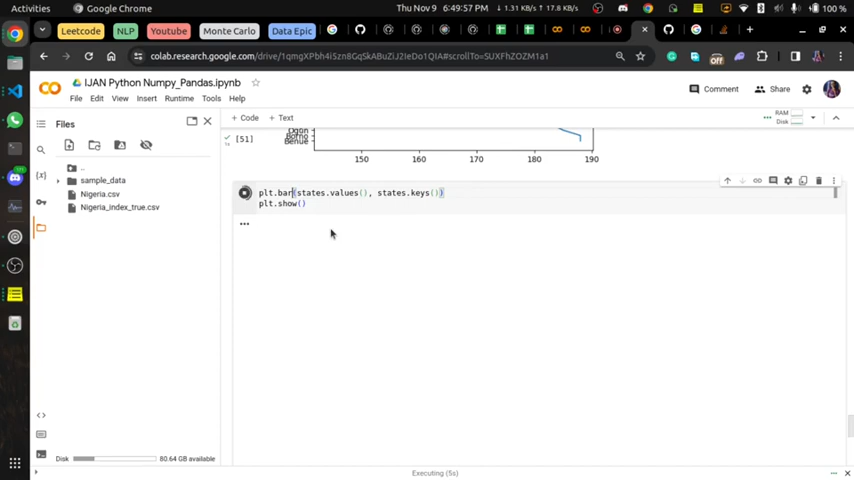 Activities
Google Chrome
Thu Nov 9 6:49:57 PM
1.31 KB/s 17.8 KB/s
100 %
Leetcode
NLP
Youtube
Monte Carlo
Data Epic
colab.research.google.com/drive/1qmgXPbh4i5zn8GqSkABuZiJ2IeDo1QIA#scrollTo=SUXFhZOZM1a1
Off
IJAN Python Numpy_Pandas.ipynb
File Edit View Insert Runtime Tools Help
Comment
Share
+ Code + Text
RAM
Disk
Files
..
sample_data
Nigeria.csv
Nigeria_index_true.csv
[51]
Ogun
Borno
Benue
150 160 170 180 190
plt.bar(states.values(), states.keys())
plt.show()
Disk
80.64 GB available
Executing (5s)